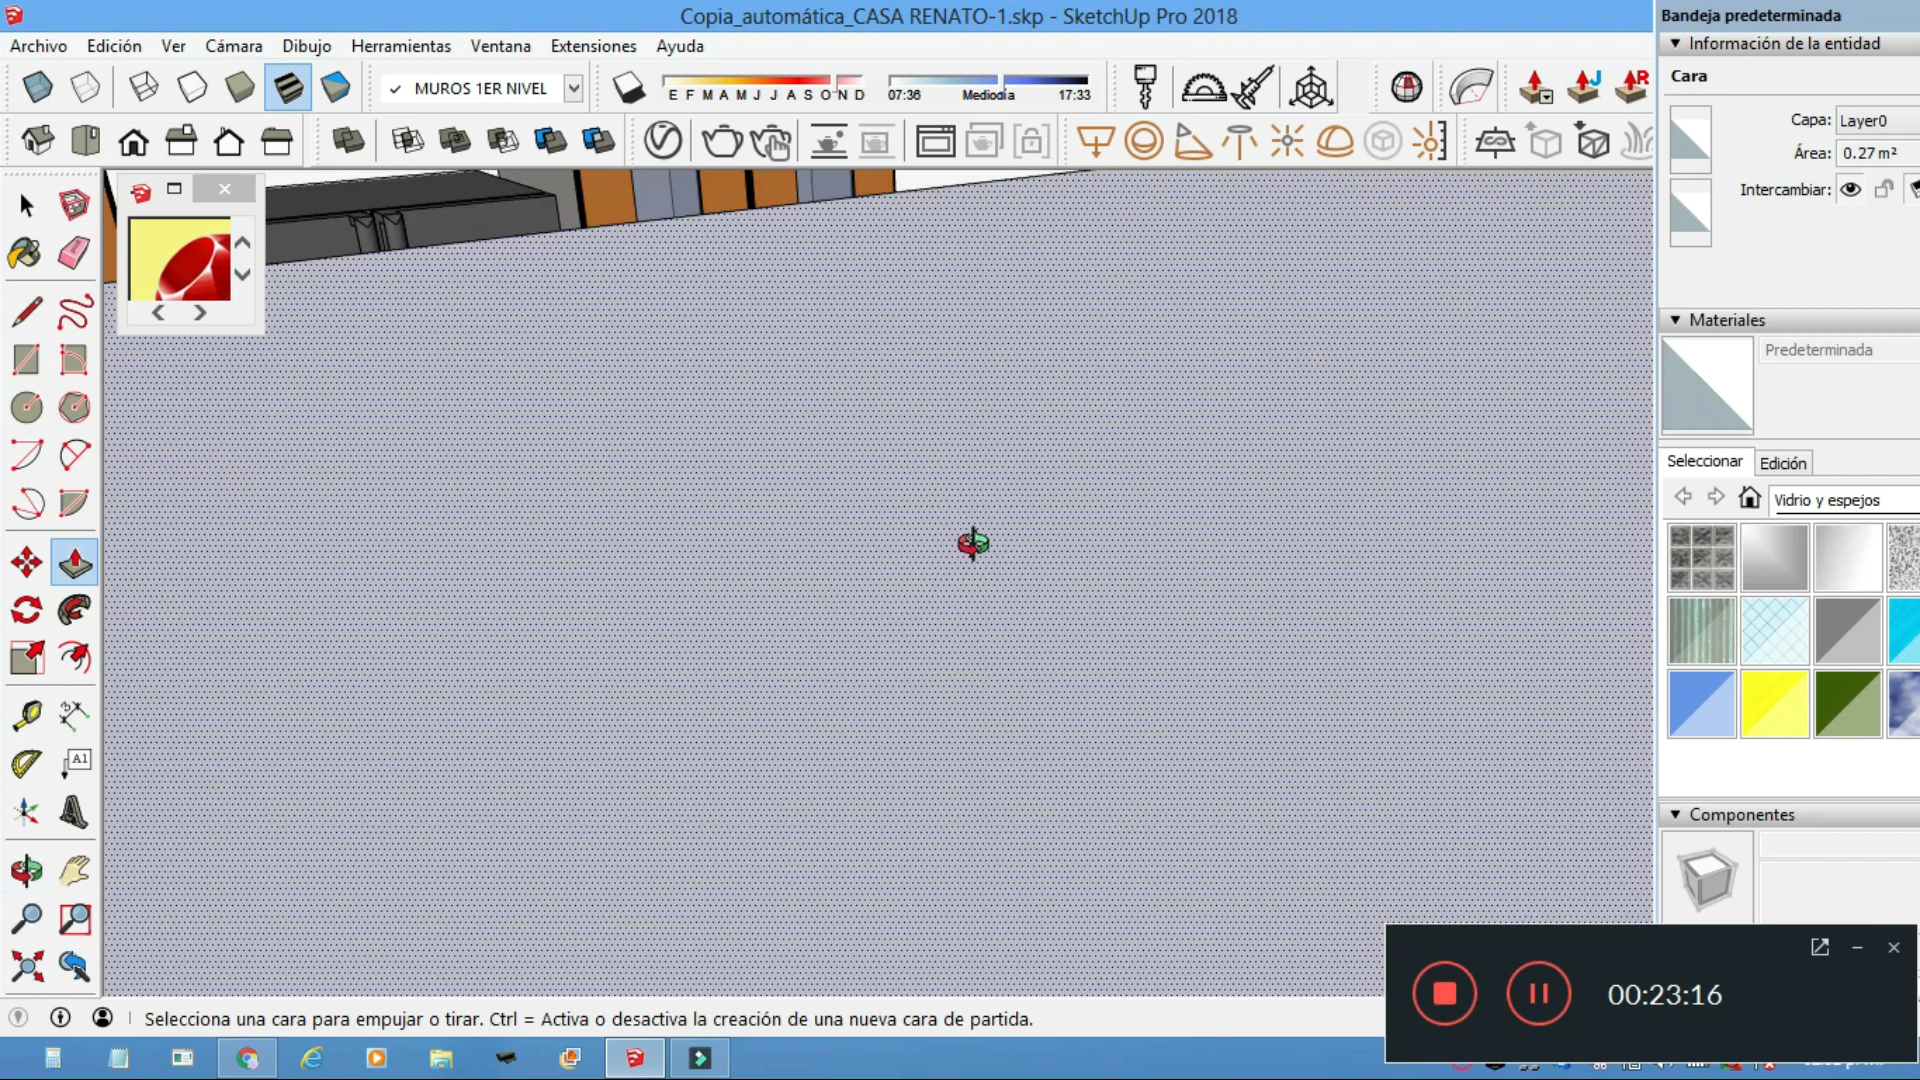 Copia_automática_CASA RENATO-1.skp - SketchUp Pro 2018
Bandeja predeterminada
Archivo Edición Ver Cámara Dibujo Herramientas Ventana Extensiones Ayuda
Información de la entidad
Cara
MUROS 1ER NIVEL
E F M A M J J A S O N D
07:36 Mediodía 17:33
J
R
Capa: Layer0
Área: 0.27 m²
Intercambiar:
Materiales
Predeterminada
Seleccionar Edición
Vidrio y espejos
A1
Componentes
00:23:16
Selecciona una cara para empujar o tirar. Ctrl = Activa o desactiva la creación de una nueva cara de partida.